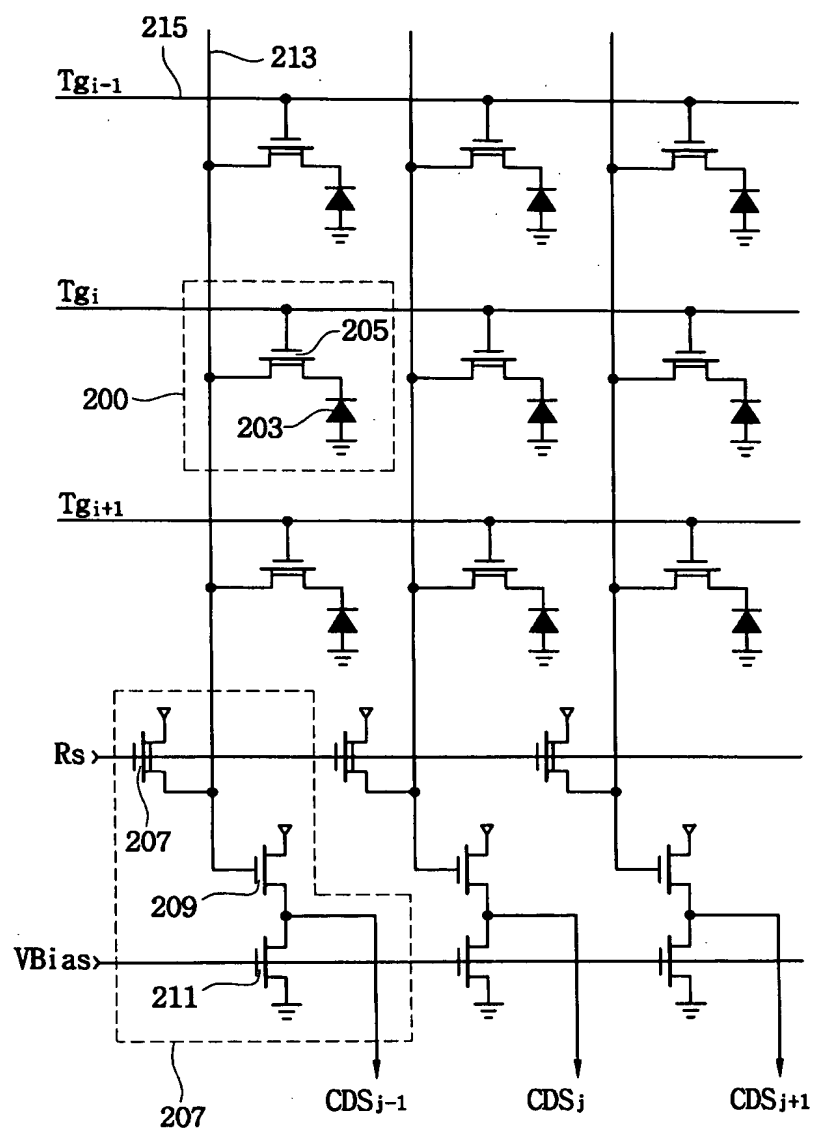 215
213
Tgi-1
Tgi
205
200
203
Tgi+1
Rs
207
209
VBias
211
207
CDSj-1
CDSj
CDSj+1